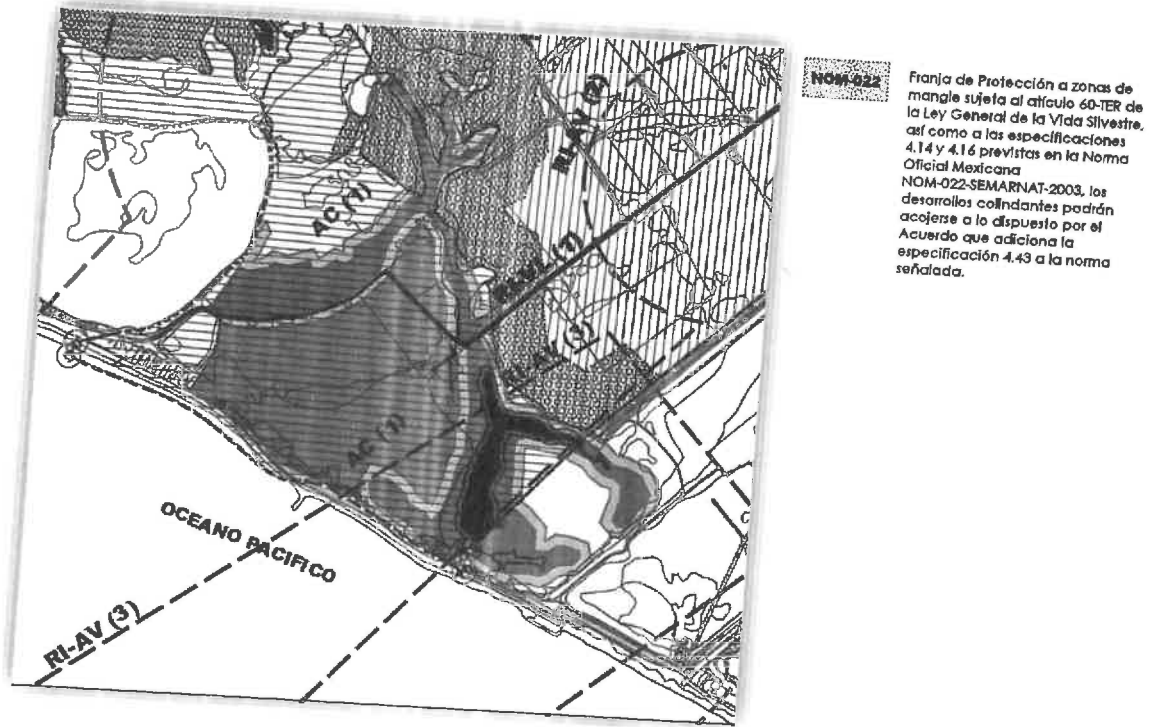 NOM-022
Franja de Protección a zonas de
mangle sujeta al artículo 60-TER de
la Ley General de la Vida Silvestre,
así como a las especificaciones
4.14 y 4.16 previstas en la Norma
Oficial Mexicana
NOM-022-SEMARNAT-2003, los
desarrollos colindantes podrán
acojerse a lo dispuesto por el
Acuerdo que adiciona la
especificación 4.43 a la norma
señalada.
RI-AV (2)
AC (1)
AC (1)
OCEANO PACIFICO
RI-AV (3)